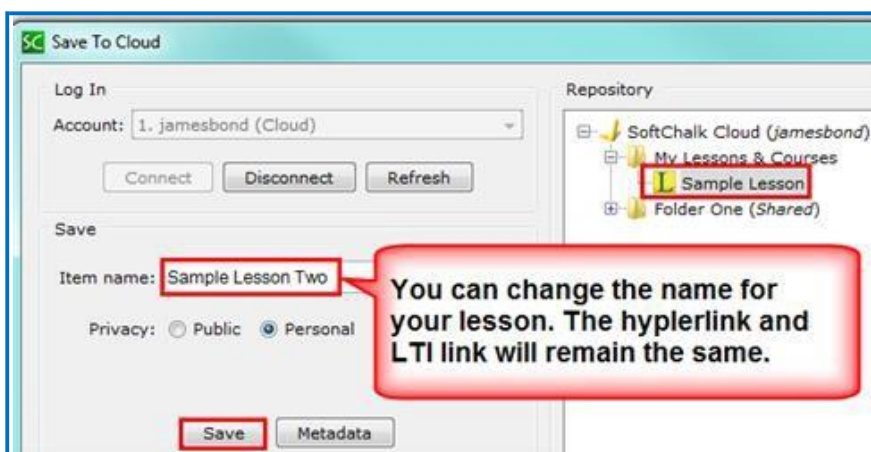 SC Save To Cloud
Log In
Account: 1. jamesbond (Cloud)
Connect Disconnect Refresh
Save
Item name: Sample Lesson Two
Privacy: Public Personal
Save Metadata
Repository
SoftChalk Cloud (jamesbond)
My Lessons & Courses
L Sample Lesson
Folder One (Shared)
You can change the name for
your lesson. The hyplerlink and
LTI link will remain the same.